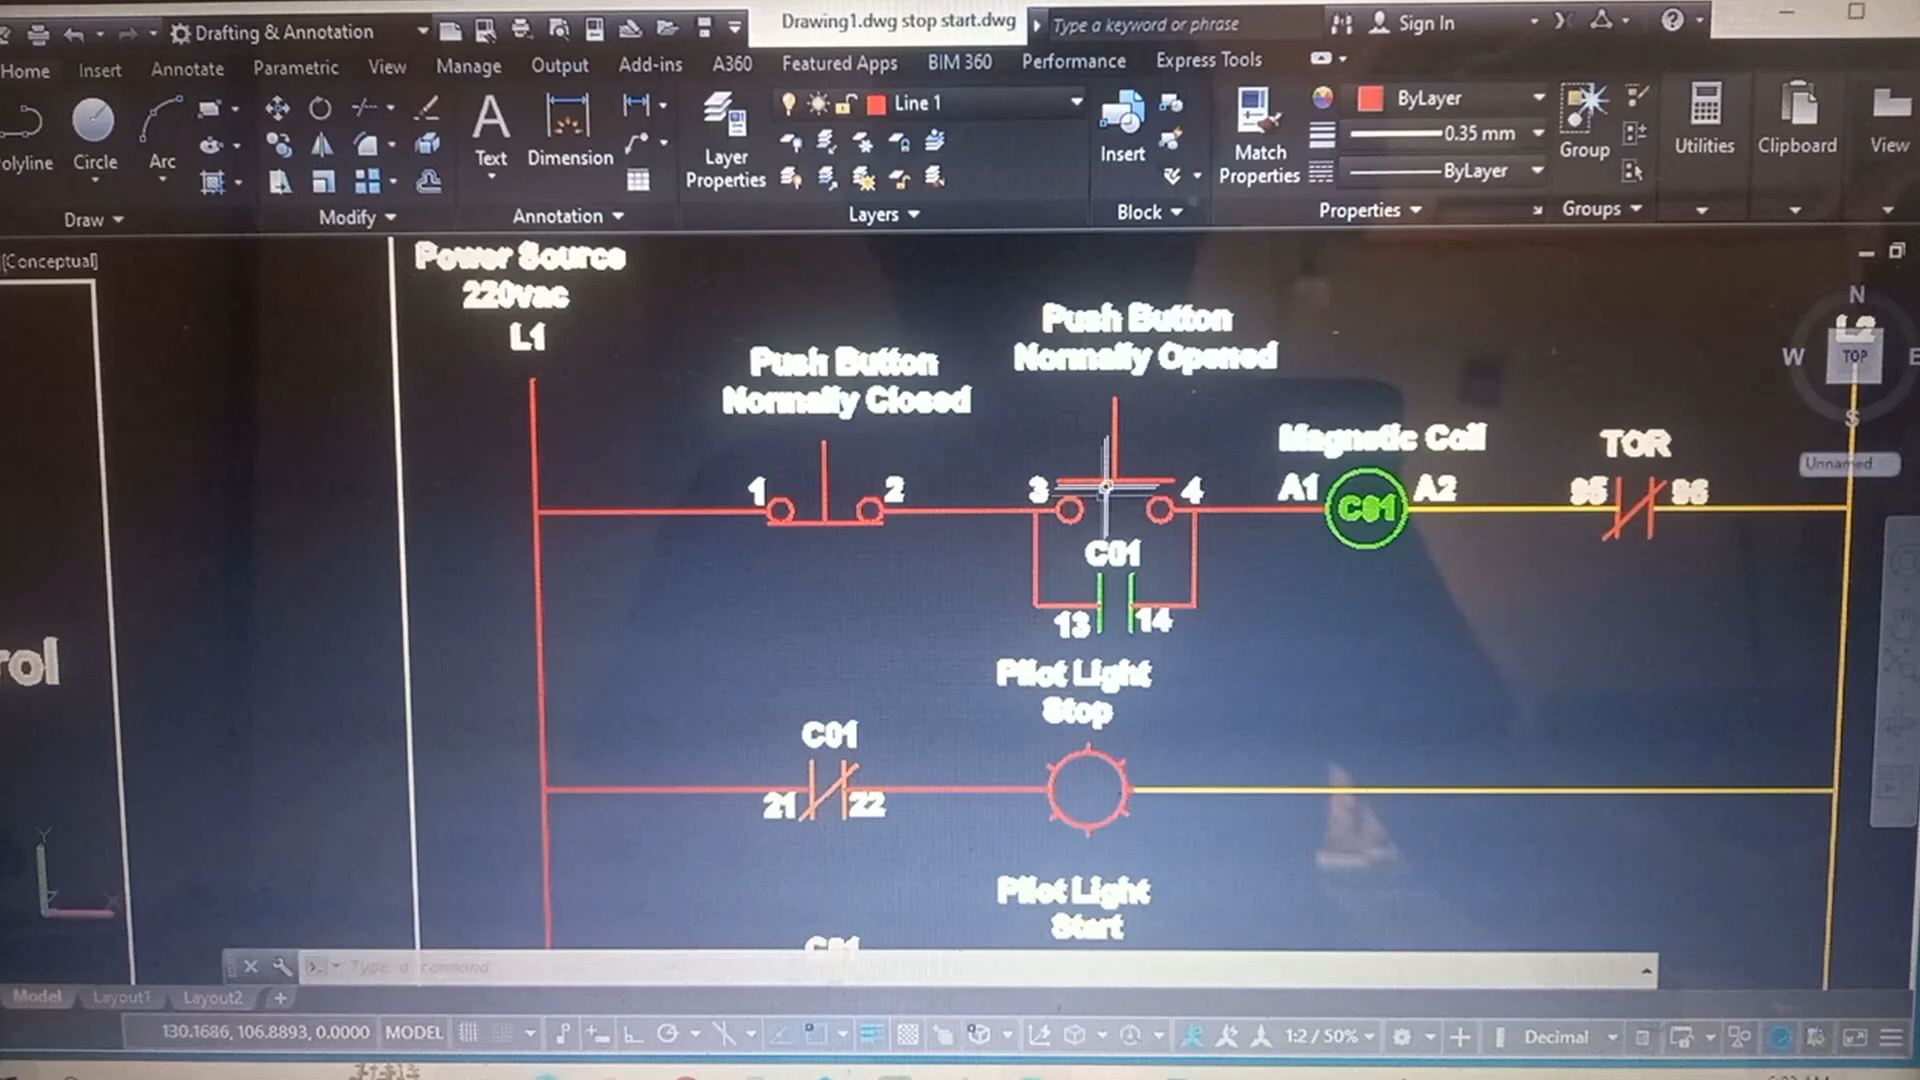 Drafting & Annotation
Drawing1.dwg stop start.dwg
Type a keyword or phrase
Sign In
Home Insert Annotate Parametric View Manage Output Add-ins A360 Featured Apps BIM 360 Performance Express Tools
olyline Circle Arc
Text Dimension
Layer Properties
Line 1
Insert
Match Properties
ByLayer
0.35 mm
ByLayer
Group
Utilities
Clipboard
View
Draw Modify Annotation Layers Block Properties Groups
[Conceptual]
Power Source
220vac
L1
Push Button
Normally Closed
Push Button
Normally Opened
Magnetic Coil
TOR
L2
N
W TOP E
S
Unnamed
1 2 3 4 A1 C01 A2 95 96
C01
13 14
rol
Pilot Light
Stop
C01
21 22
Pilot Light
Start
C01
Y
X
Type a command
Model Layout1 Layout2 +
130.1686, 106.8893, 0.0000 MODEL 1:2 / 50% Decimal